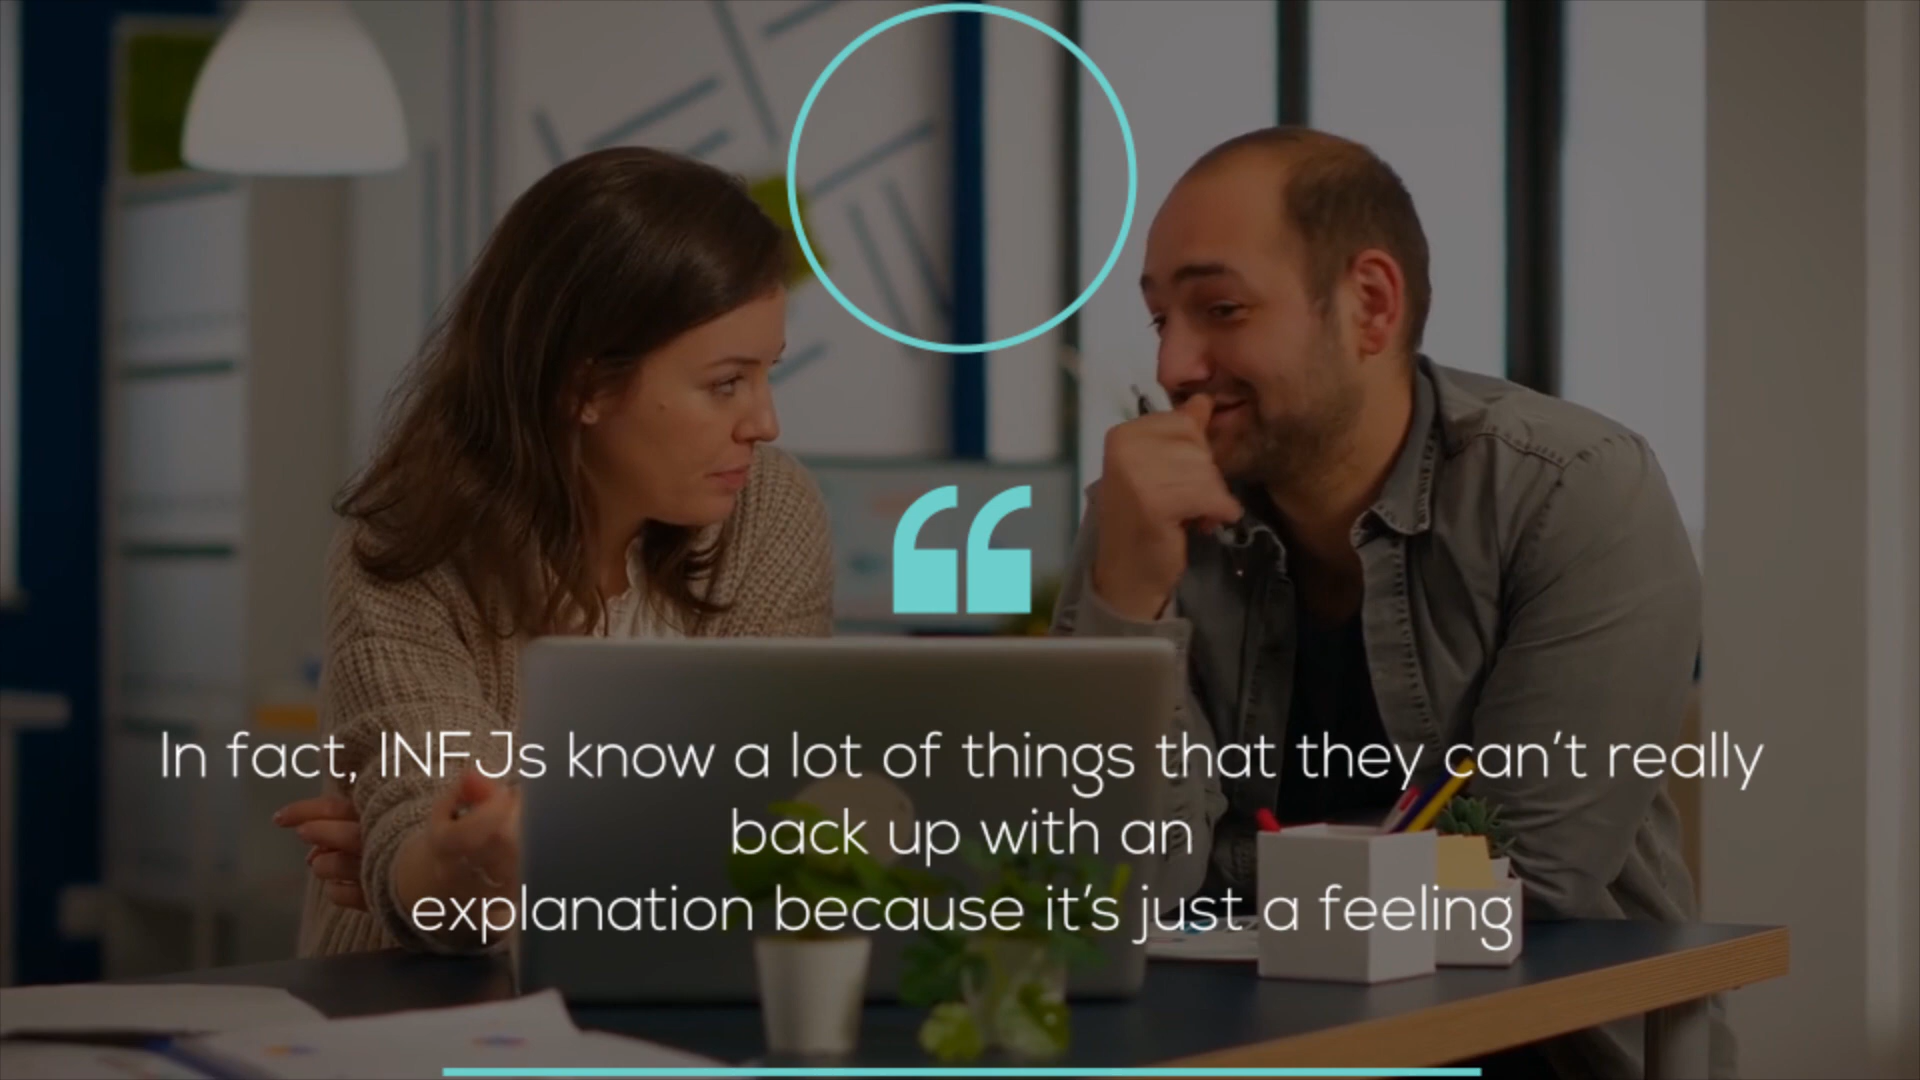 In fact, INFJs know a lot of things that they can't really
back up with an
explanation because it's just a feeling